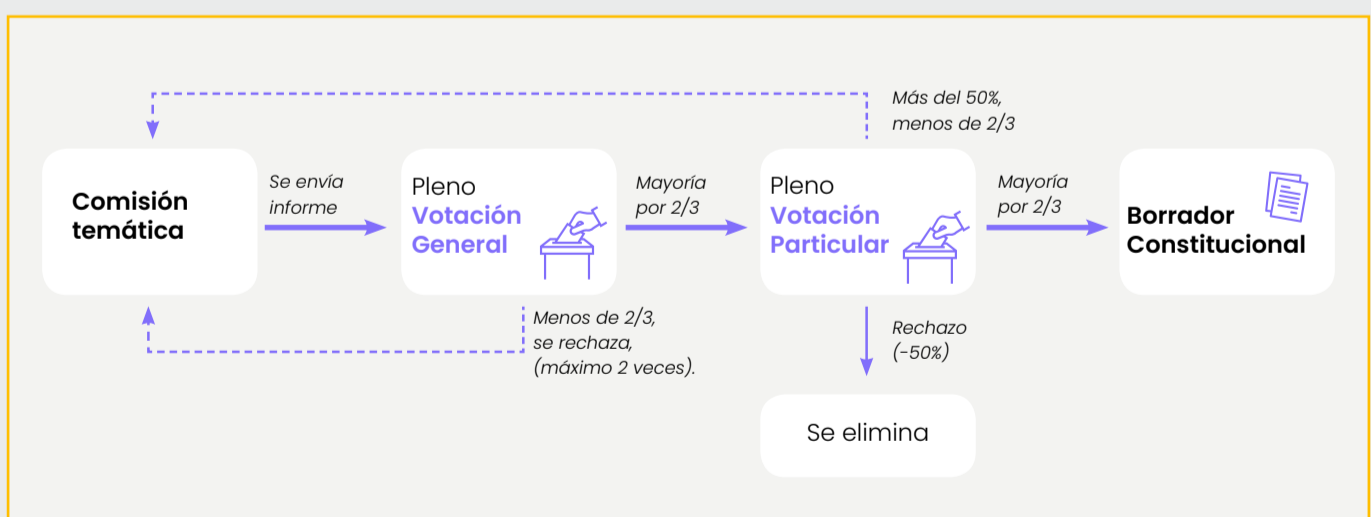 Más del 50%,
menos de 2/3
Comisión
temática
Se envía
informe
Pleno
Votación
General
Mayoría
por 2/3
Pleno
Votación
Particular
Mayoría
por 2/3
Borrador
Constitucional
Menos de 2/3,
se rechaza,
(máximo 2 veces).
Rechazo
(-50%)
Se elimina